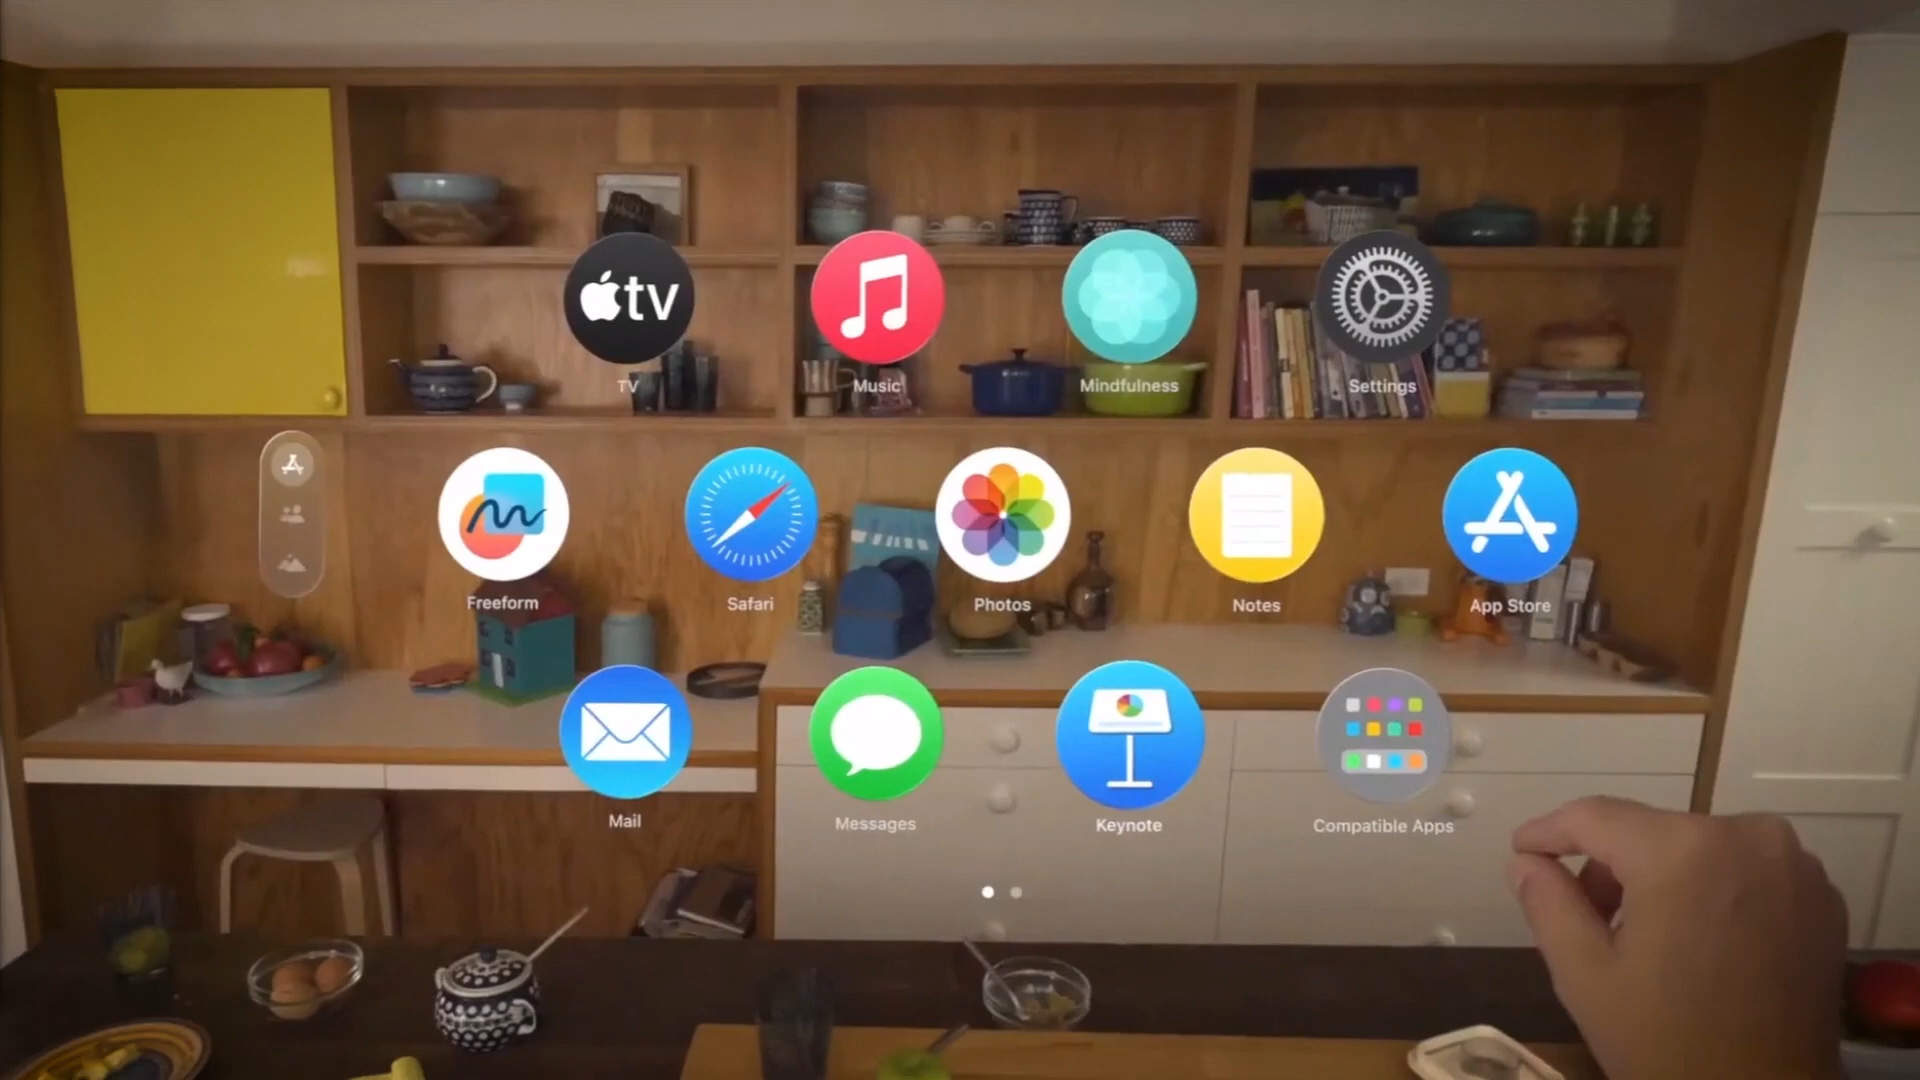 tv
TV
Music
Mindfulness
Settings
Freeform
Safari
Photos
Notes
App Store
Mail
Messages
Keynote
Compatible Apps